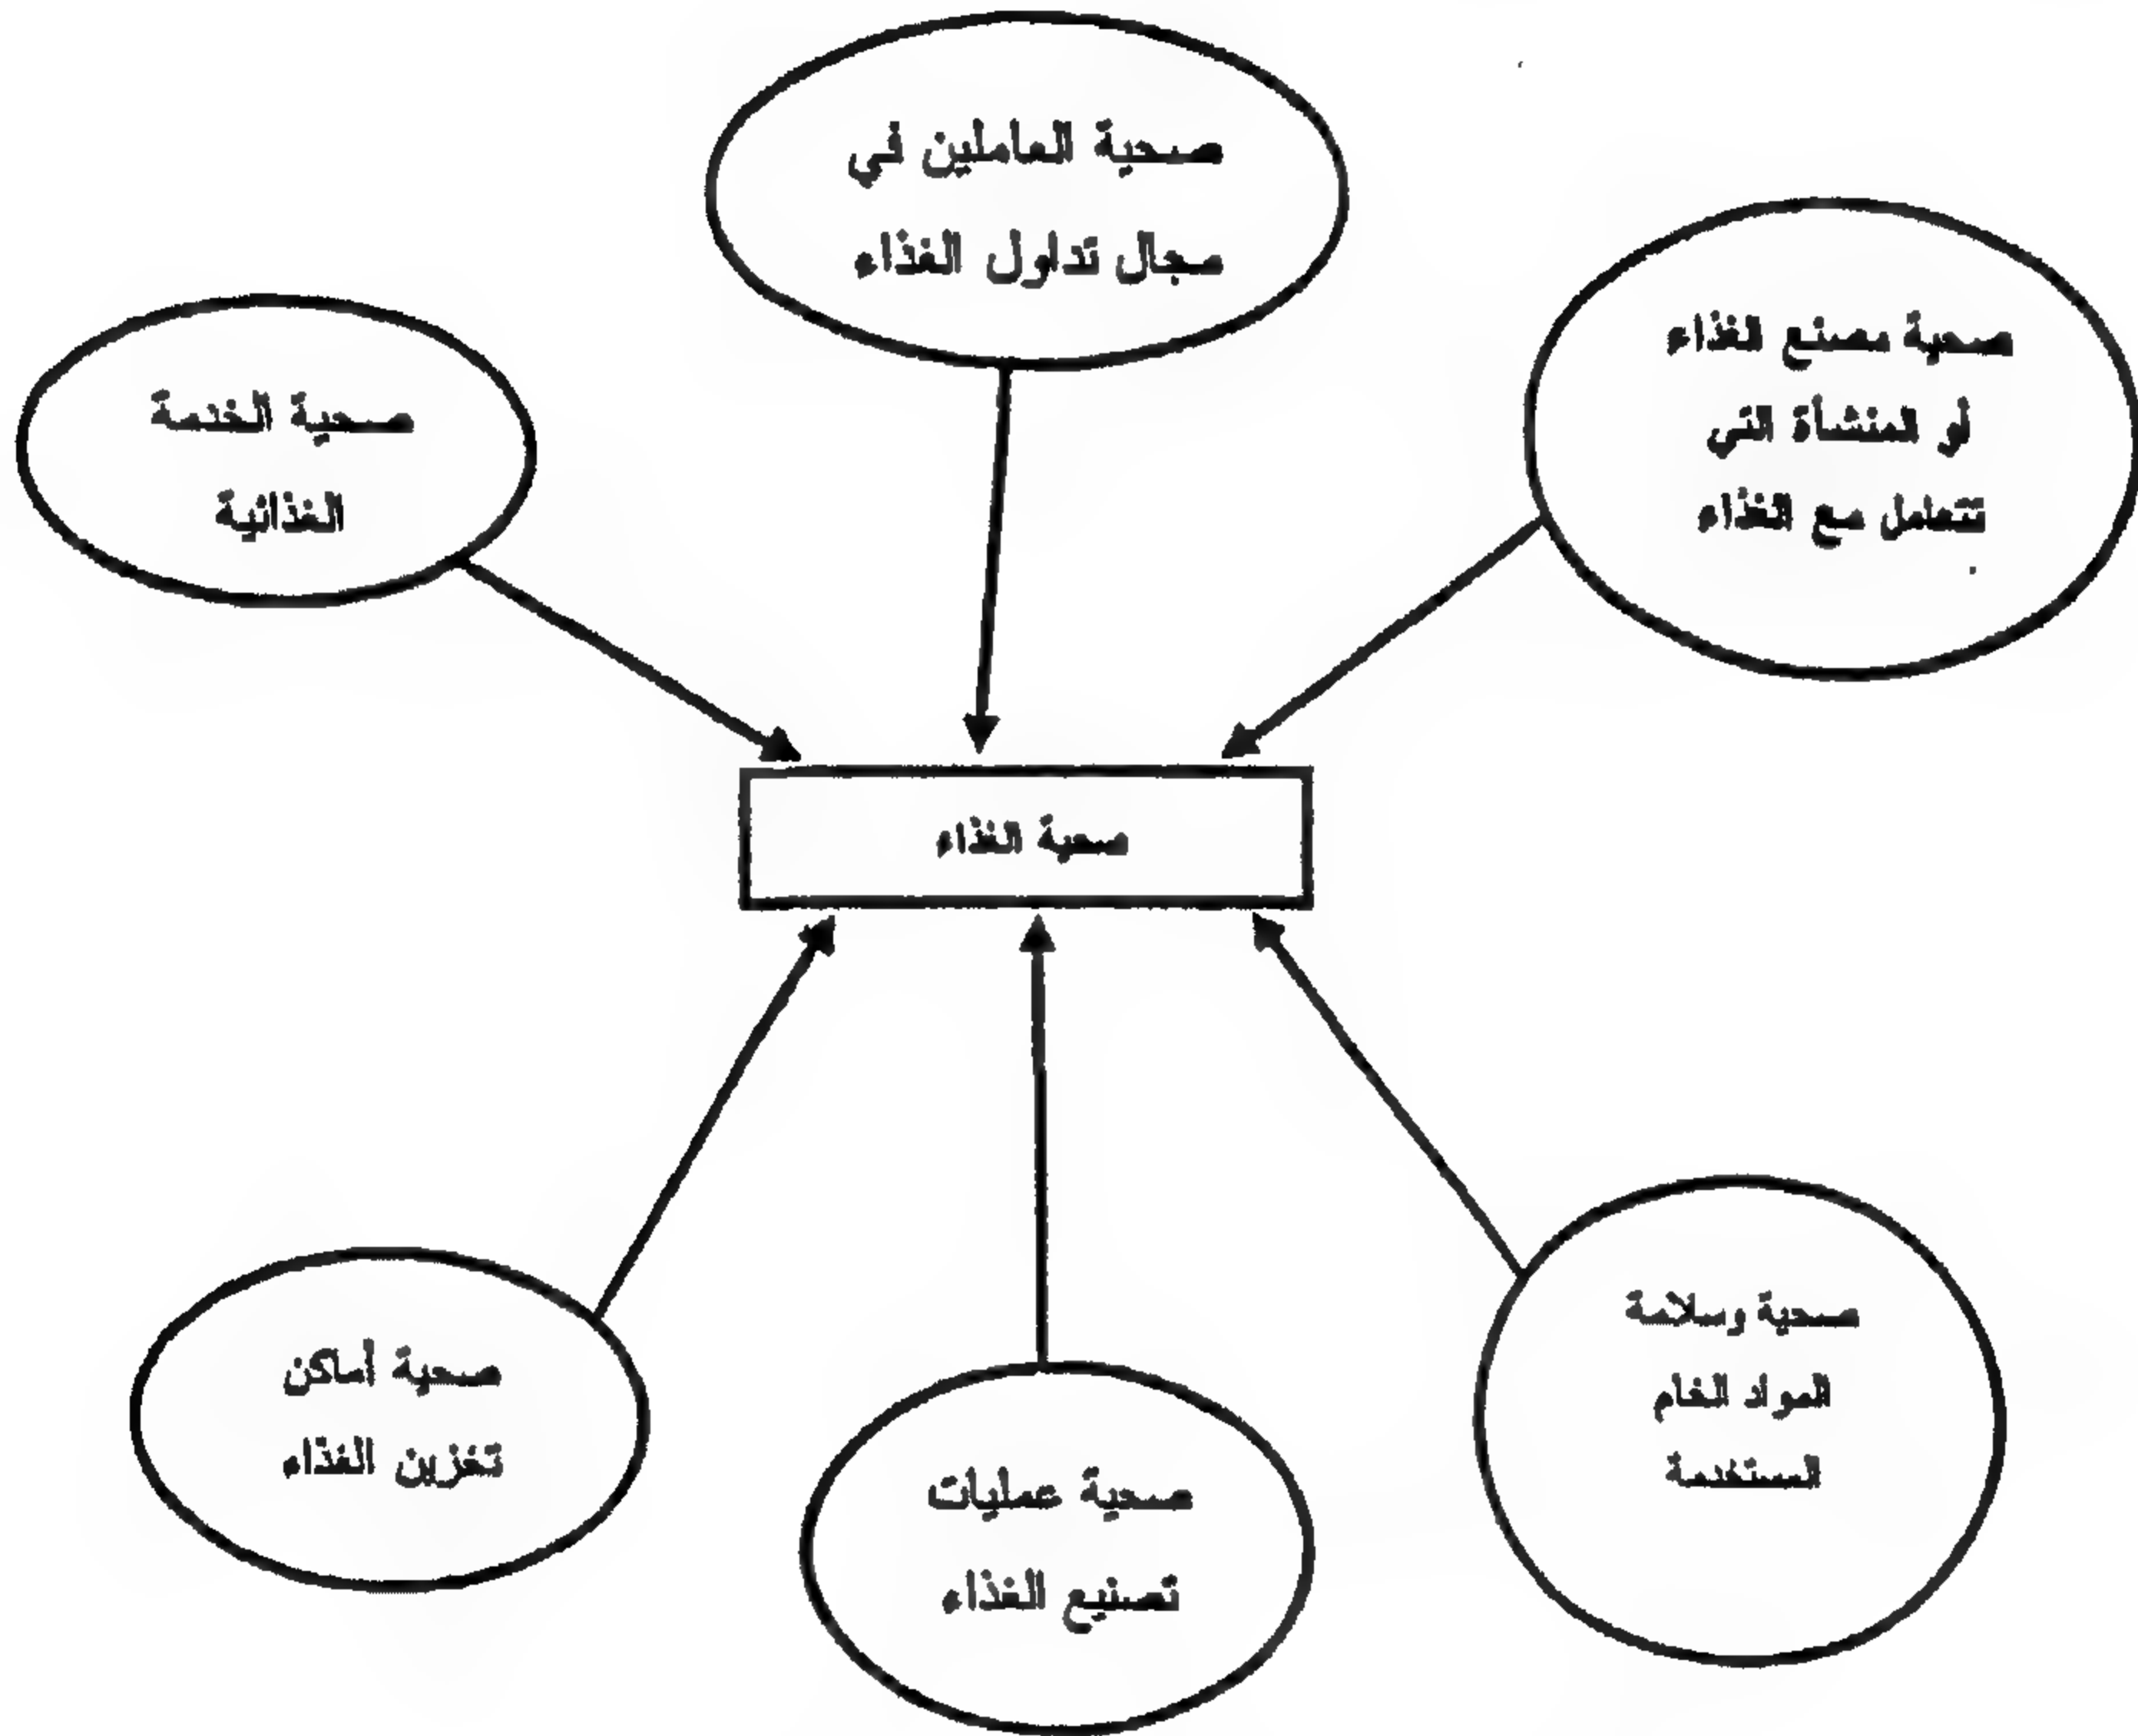 صحية العاملين في
مجال تداول الغذاء
صحية مصنع الغذاء
أو المنشأة التي
تتعامل مع الغذاء
صحية الخدمة
الغذائية
صحية الغذاء
صحية وسلامة
المواد الخام
المستخدمة
صحية عمليات
تصنيع الغذاء
صحية اماكن
تخزين الغذاء